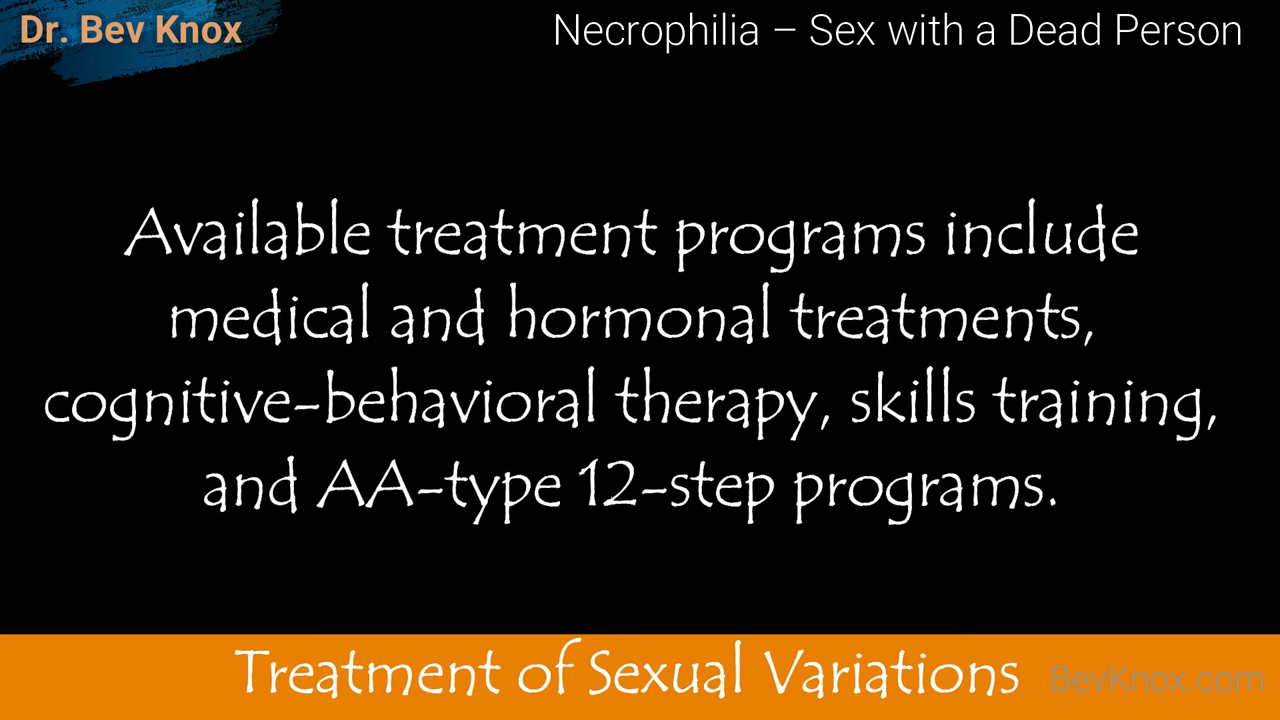 Dr. Bev Knox
Necrophilia – Sex with a Dead Person
Available treatment programs include
medical and hormonal treatments,
cognitive-behavioral therapy, skills training,
and AA-type 12-step programs.
Treatment of Sexual Variations
BevKnox.com